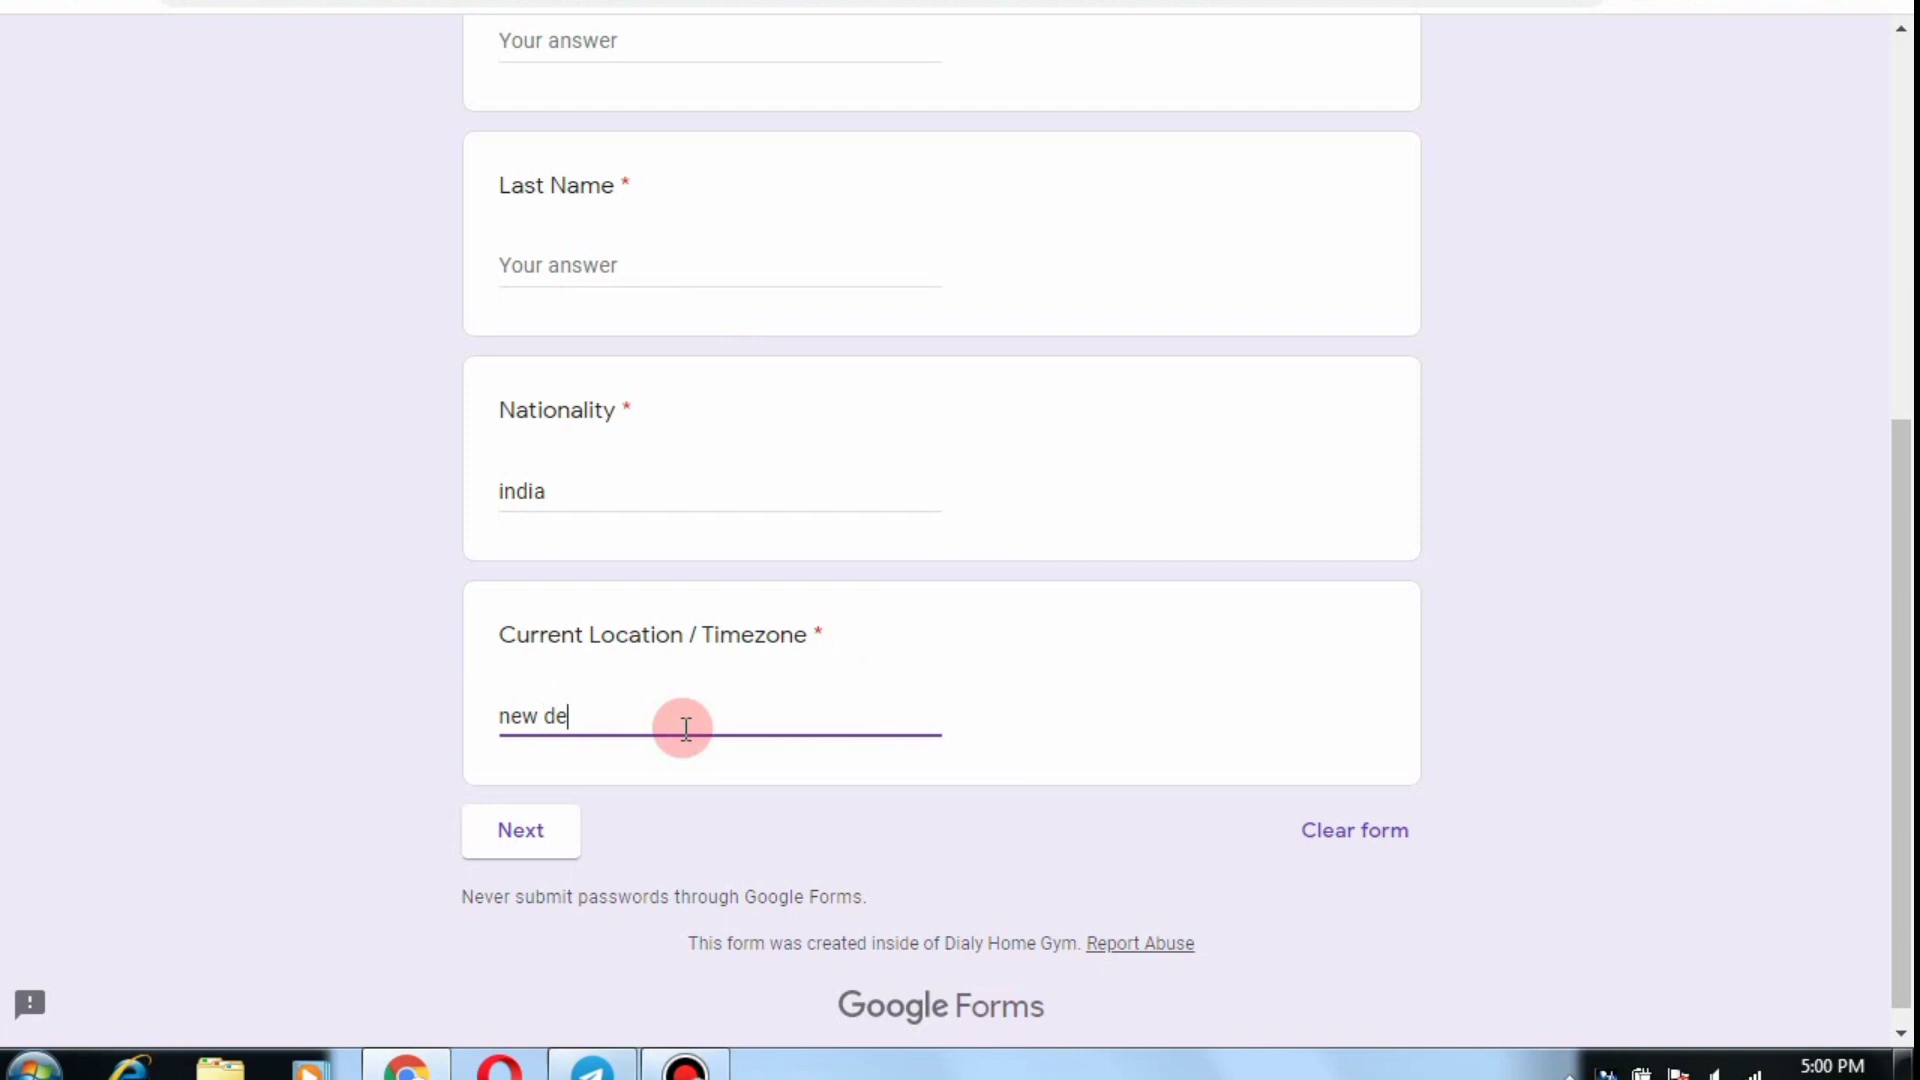 Your answer
Last Name *
Your answer
Nationality *
india
Current Location / Timezone *
new de
Next
Clear form
Never submit passwords through Google Forms.
This form was created inside of Dialy Home Gym. Report Abuse
Google Forms
5:00 PM